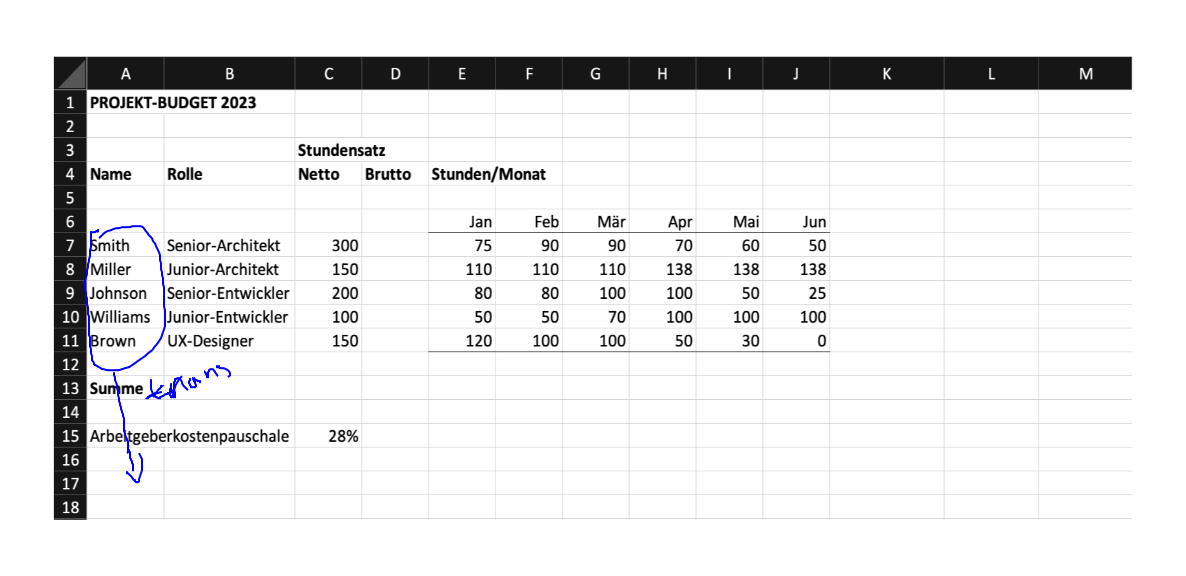 A B C D E F G H I J K L M
1 PROJEKT-BUDGET 2023
2
3 Stundensatz
4 Name Rolle Netto Brutto Stunden/Monat
5
6 Jan Feb Mär Apr Mai Jun
7 Smith Senior-Architekt 300 75 90 90 70 60 50
8 Miller Junior-Architekt 150 110 110 110 138 138 138
9 Johnson Senior-Entwickler 200 80 80 100 100 50 25
10 Williams Junior-Entwickler 100 50 50 70 100 100 100
11 Brown UX-Designer 150 120 100 100 50 30 0
12
13 Summe
14
15 Arbeitgeberkostenpauschale 28%
16
17
18